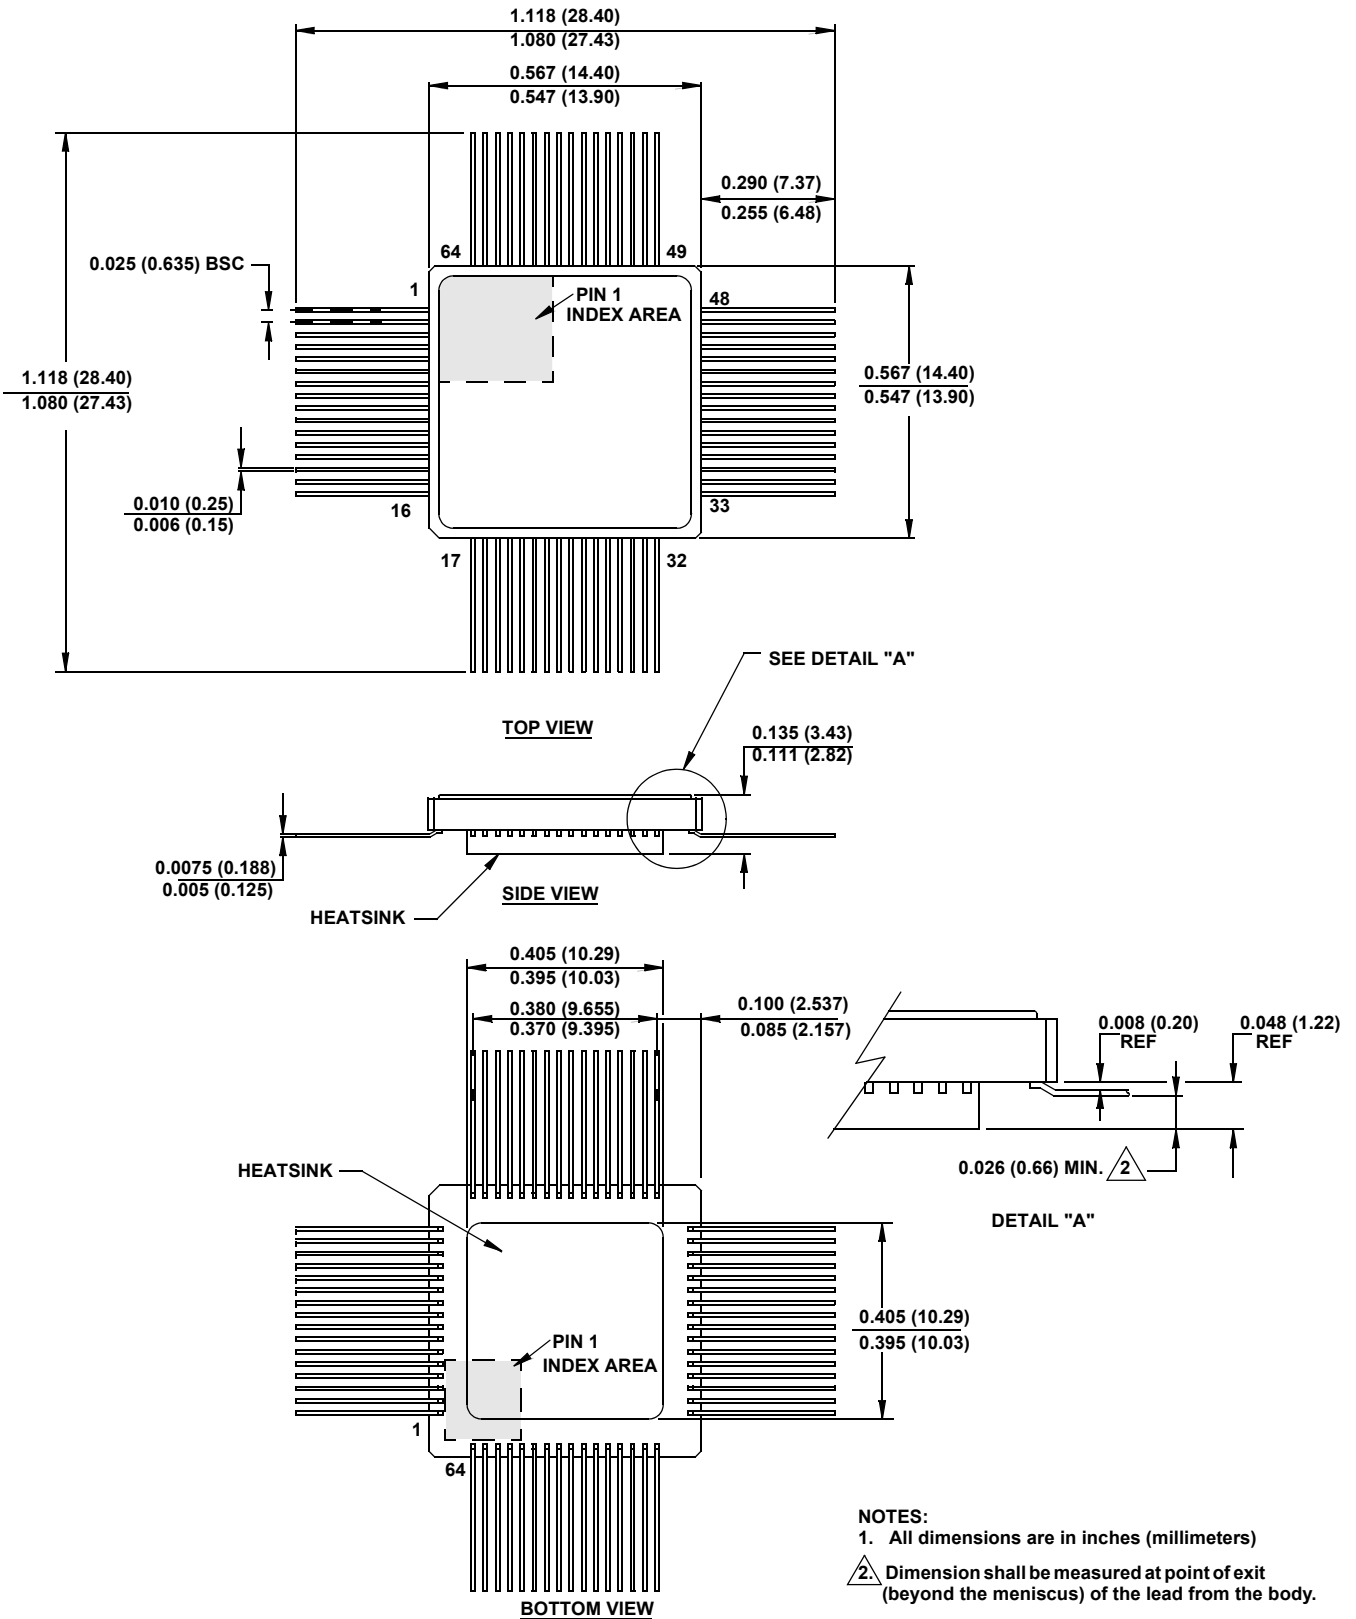 1.118 (28.40)
1.080 (27.43)
0.567 (14.40)
0.547 (13.90)
0.290 (7.37)
0.255 (6.48)
64
49
0.025 (0.635) BSC
1
48
PIN 1
INDEX AREA
1.118 (28.40)
1.080 (27.43)
0.567 (14.40)
0.547 (13.90)
0.010 (0.25)
0.006 (0.15)
16
33
17
32
SEE DETAIL "A"
TOP VIEW
0.135 (3.43)
0.111 (2.82)
0.0075 (0.188)
0.005 (0.125)
SIDE VIEW
HEATSINK
0.405 (10.29)
0.395 (10.03)
0.380 (9.655)
0.370 (9.395)
0.100 (2.537)
0.085 (2.157)
0.008 (0.20)
REF
0.048 (1.22)
REF
HEATSINK
0.026 (0.66) MIN. 2
DETAIL "A"
0.405 (10.29)
0.395 (10.03)
PIN 1
INDEX AREA
1
64
BOTTOM VIEW
NOTES:
1. All dimensions are in inches (millimeters)
2. Dimension shall be measured at point of exit
(beyond the meniscus) of the lead from the body.